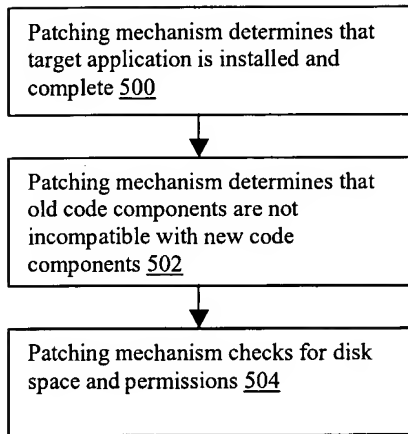 Patching mechanism determines that
target application is installed and
complete 500
Patching mechanism determines that
old code components are not
incompatible with new code
components 502
Patching mechanism checks for disk
space and permissions 504